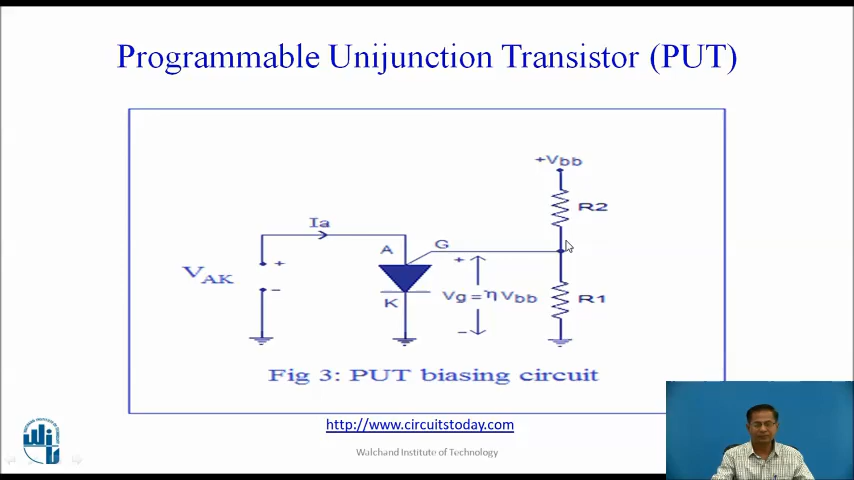 Programmable Unijunction Transistor (PUT)
+Vbb
R2
Ia
A
G
+
+
VAK
−
K
Vg = η Vbb
R1
−
Fig 3: PUT biasing circuit
http://www.circuitstoday.com
Walchand Institute of Technology